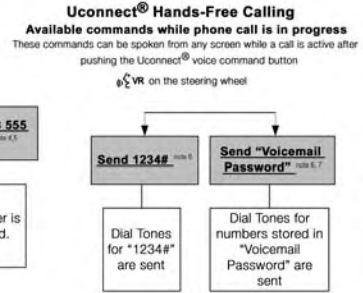 Uconnect® Hands-Free Calling
Available commands while phone call is in progress
These commands can be spoken from any screen while a call is active after
pushing the Uconnect® voice command button
VR on the steering wheel
555
note 4,5
Send 1234# note 6
Send "Voicemail
Password" note 6, 7
er is
d.
Dial Tones
for "1234#"
are sent
Dial Tones for
numbers stored in
"Voicemail
Password" are
sent